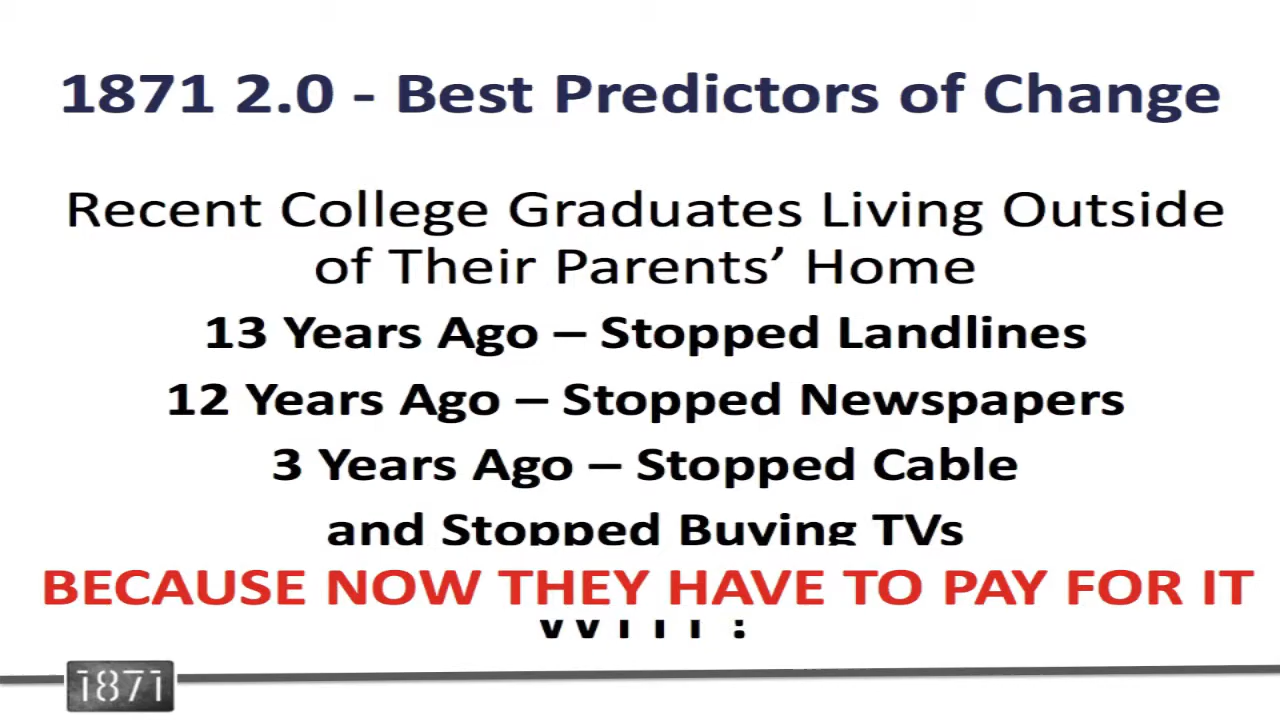 1871 2.0 - Best Predictors of Change
Recent College Graduates Living Outside
of Their Parents’ Home
13 Years Ago – Stopped Landlines
12 Years Ago – Stopped Newspapers
3 Years Ago – Stopped Cable
and Stopped Buying TVs
BECAUSE NOW THEY HAVE TO PAY FOR IT
1871